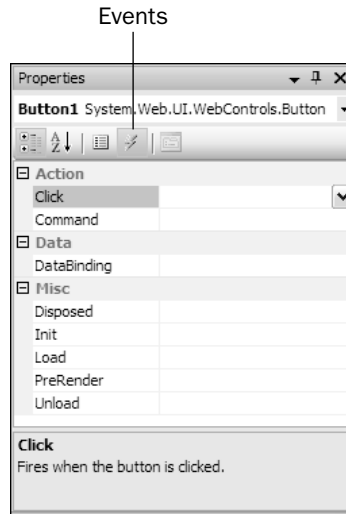 Events
Properties
Button1 System.Web.UI.WebControls.Button
Action
Click
Command
Data
DataBinding
Misc
Disposed
Init
Load
PreRender
Unload
Click
Fires when the button is clicked.